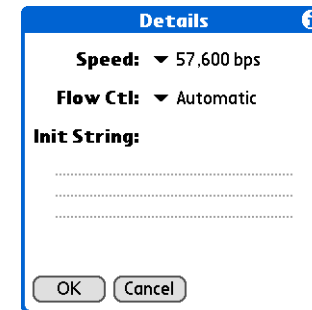 Details
Speed: 57,600 bps
Flow Ctl: Automatic
Init String:
OK Cancel